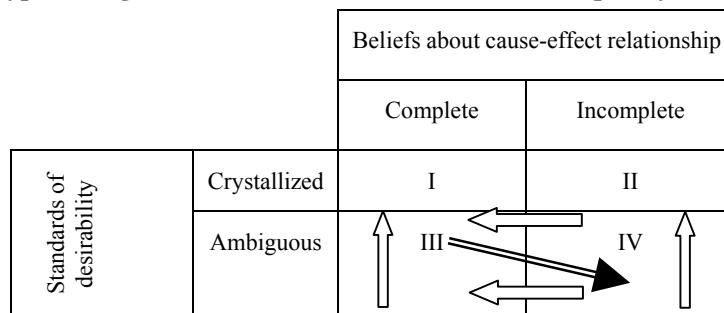 Beliefs about cause-effect relationship
Complete
Incomplete
Standards of
desirability
Crystallized
I
II
Ambiguous
III
IV